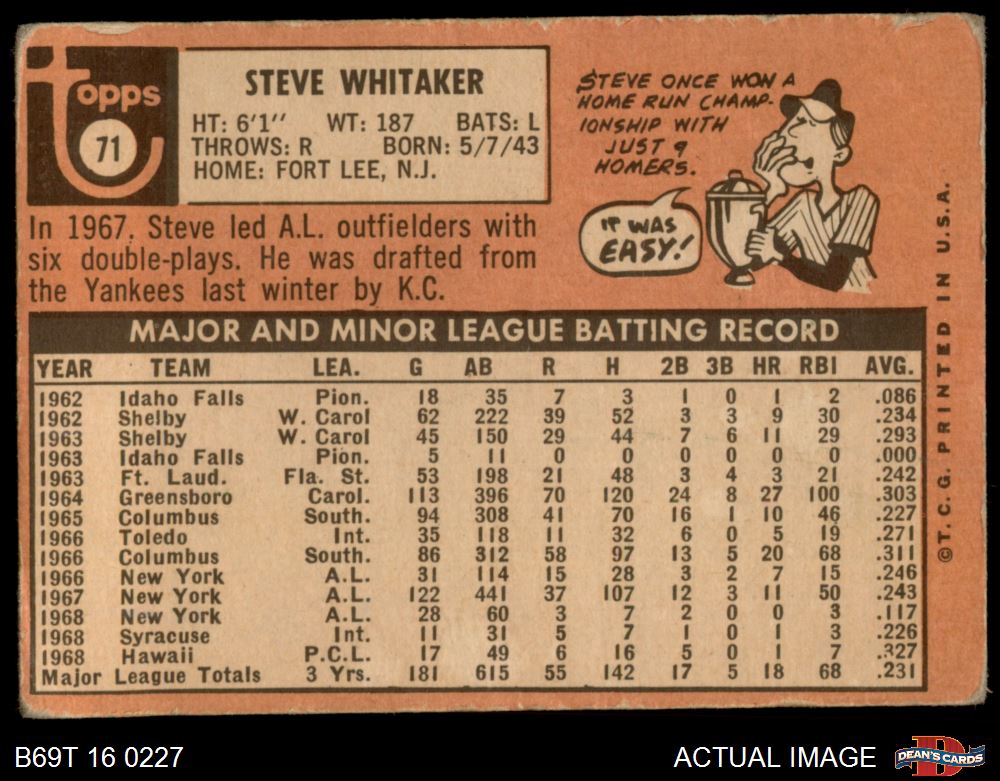 topps
71
STEVE WHITAKER
HT: 6'1" WT: 187 BATS: L
THROWS: R BORN: 5/7/43
HOME: FORT LEE, N.J.
In 1967, Steve led A.L. outfielders with
six double-plays. He was drafted from
the Yankees last winter by K.C.
STEVE ONCE WON A
HOME RUN CHAMP-
IONSHIP WITH
JUST 9
HOMERS.
IT WAS
EASY!
MAJOR AND MINOR LEAGUE BATTING RECORD
YEAR TEAM LEA. G AB R H 2B 3B HR RBI AVG.
1962 Idaho Falls Pion. 18 35 7 3 1 0 1 2 .086
1962 Shelby W. Carol 62 222 39 52 3 3 9 30 .234
1963 Shelby W. Carol 45 150 29 44 7 6 11 29 .293
1963 Idaho Falls Pion. 5 11 0 0 0 0 0 0 .000
1963 Ft. Laud. Fla. St. 53 198 21 48 3 4 3 21 .242
1964 Greensboro Carol. 113 396 70 120 24 8 27 100 .303
1965 Columbus South. 94 308 41 70 16 1 10 46 .227
1966 Toledo Int. 35 118 11 32 6 0 5 19 .271
1966 Columbus South. 86 312 58 97 13 5 20 68 .311
1966 New York A.L. 31 114 15 28 3 2 7 15 .246
1967 New York A.L. 122 441 37 107 12 3 11 50 .243
1968 New York A.L. 28 60 3 7 2 0 0 3 .117
1968 Syracuse Int. 11 31 5 7 1 0 1 3 .226
1968 Hawaii P.C.L. 17 49 6 16 5 0 1 7 .327
Major League Totals 3 Yrs. 181 615 55 142 17 5 18 68 .231
© T. C. G. PRINTED IN U.S.A.
B69T 16 0227
ACTUAL IMAGE
D
DEAN'S CARDS